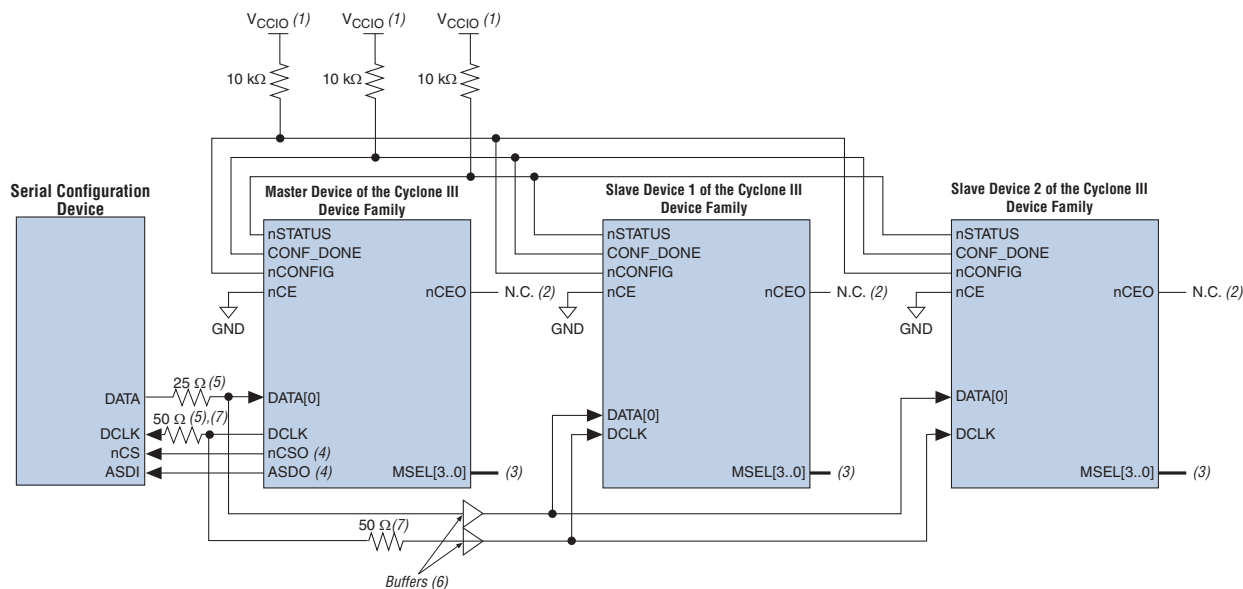 VCCIO (1) VCCIO (1) VCCIO (1)
10 kΩ 10 kΩ 10 kΩ
Serial Configuration
Device
DATA
DCLK
nCS
ASDI
25 Ω (5)
50 Ω (5),(7)
Master Device of the Cyclone III
Device Family
nSTATUS
CONF_DONE
nCONFIG
nCE
GND
nCEO
N.C. (2)
DATA[0]
DCLK
nCSO (4)
ASDO (4)
MSEL[3..0]
(3)
Slave Device 1 of the Cyclone III
Device Family
nSTATUS
CONF_DONE
nCONFIG
nCE
GND
nCEO
N.C. (2)
DATA[0]
DCLK
MSEL[3..0]
(3)
Slave Device 2 of the Cyclone III
Device Family
nSTATUS
CONF_DONE
nCONFIG
nCE
GND
nCEO
N.C. (2)
DATA[0]
DCLK
MSEL[3..0]
(3)
50 Ω (7)
Buffers (6)